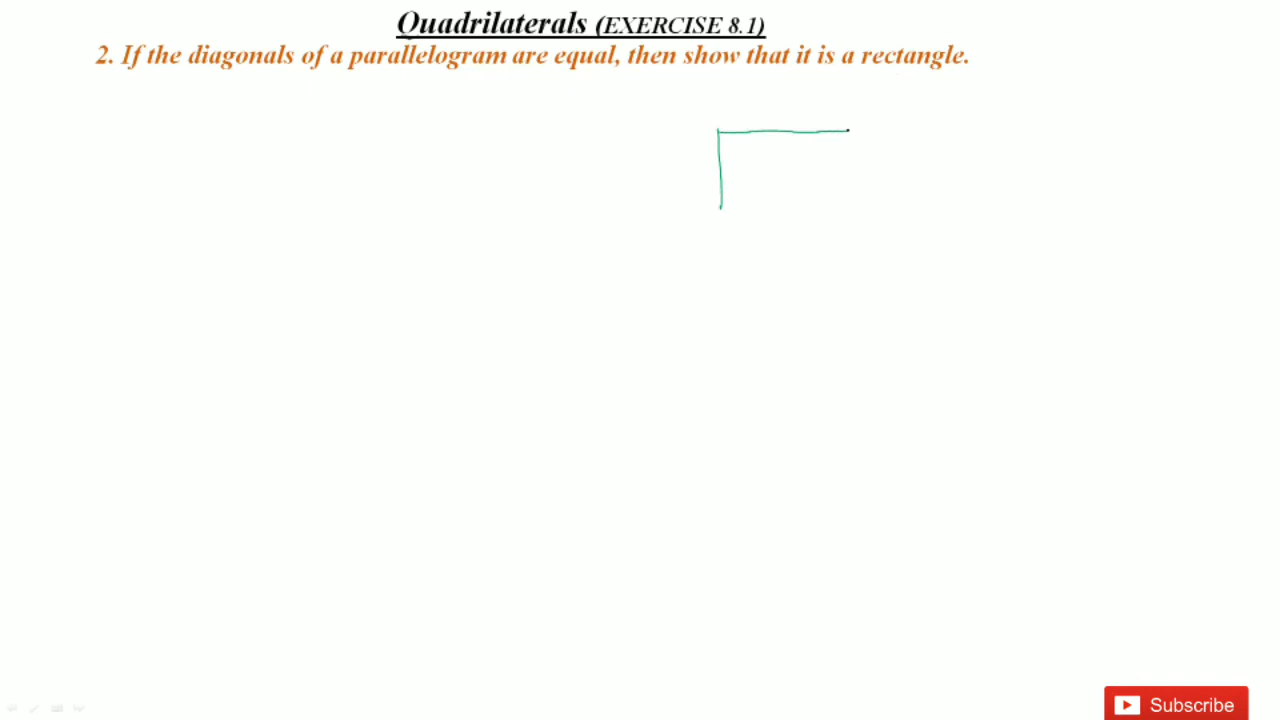 Quadrilaterals (EXERCISE 8.1)
2. If the diagonals of a parallelogram are equal, then show that it is a rectangle.
Subscribe